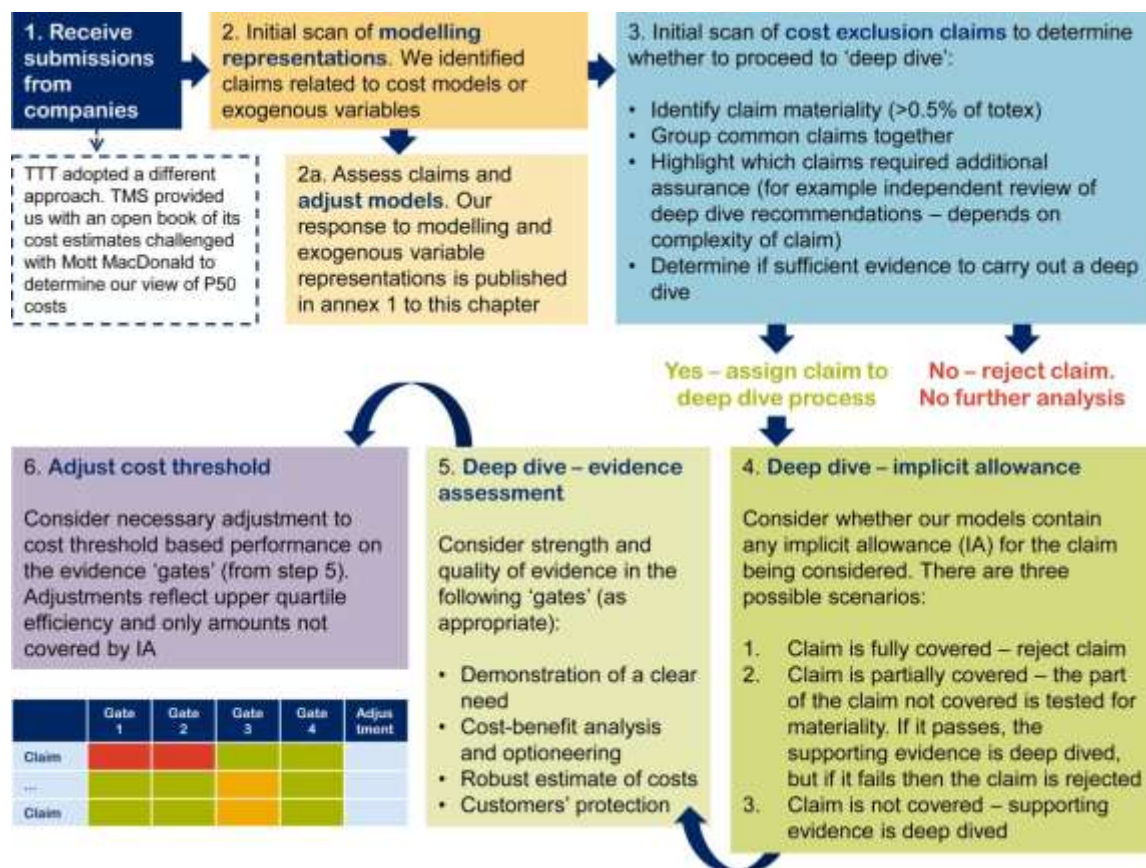 1. Receive
submissions
from
companies
2. Initial scan of modelling
representations. We identified
claims related to cost models or
exogenous variables
3. Initial scan of cost exclusion claims to determine
whether to proceed to ‘deep dive’:
• Identify claim materiality (>0.5% of totex)
• Group common claims together
• Highlight which claims required additional
assurance (for example independent review of
deep dive recommendations – depends on
complexity of claim)
• Determine if sufficient evidence to carry out a deep
dive
TTT adopted a different
approach. TMS provided
us with an open book of its
cost estimates challenged
with Mott MacDonald to
determine our view of P50
costs
2a. Assess claims and
adjust models. Our
response to modelling and
exogenous variable
representations is published
in annex 1 to this chapter
Yes – assign claim to
deep dive process
No – reject claim.
No further analysis
4. Deep dive – implicit allowance
Consider whether our models contain
any implicit allowance (IA) for the claim
being considered. There are three
possible scenarios:
1. Claim is fully covered – reject claim
2. Claim is partially covered – the part
of the claim not covered is tested for
materiality. If it passes, the
supporting evidence is deep dived,
but if it fails then the claim is rejected
3. Claim is not covered – supporting
evidence is deep dived
5. Deep dive – evidence
assessment
Consider strength and
quality of evidence in the
following ‘gates’ (as
appropriate):
• Demonstration of a clear
need
• Cost-benefit analysis
and optioneering
• Robust estimate of costs
• Customers’ protection
6. Adjust cost threshold
Consider necessary adjustment to
cost threshold based performance on
the evidence ‘gates’ (from step 5).
Adjustments reflect upper quartile
efficiency and only amounts not
covered by IA
Gate 1 Gate 2 Gate 3 Gate 4 Adjus tment
Claim
...
Claim